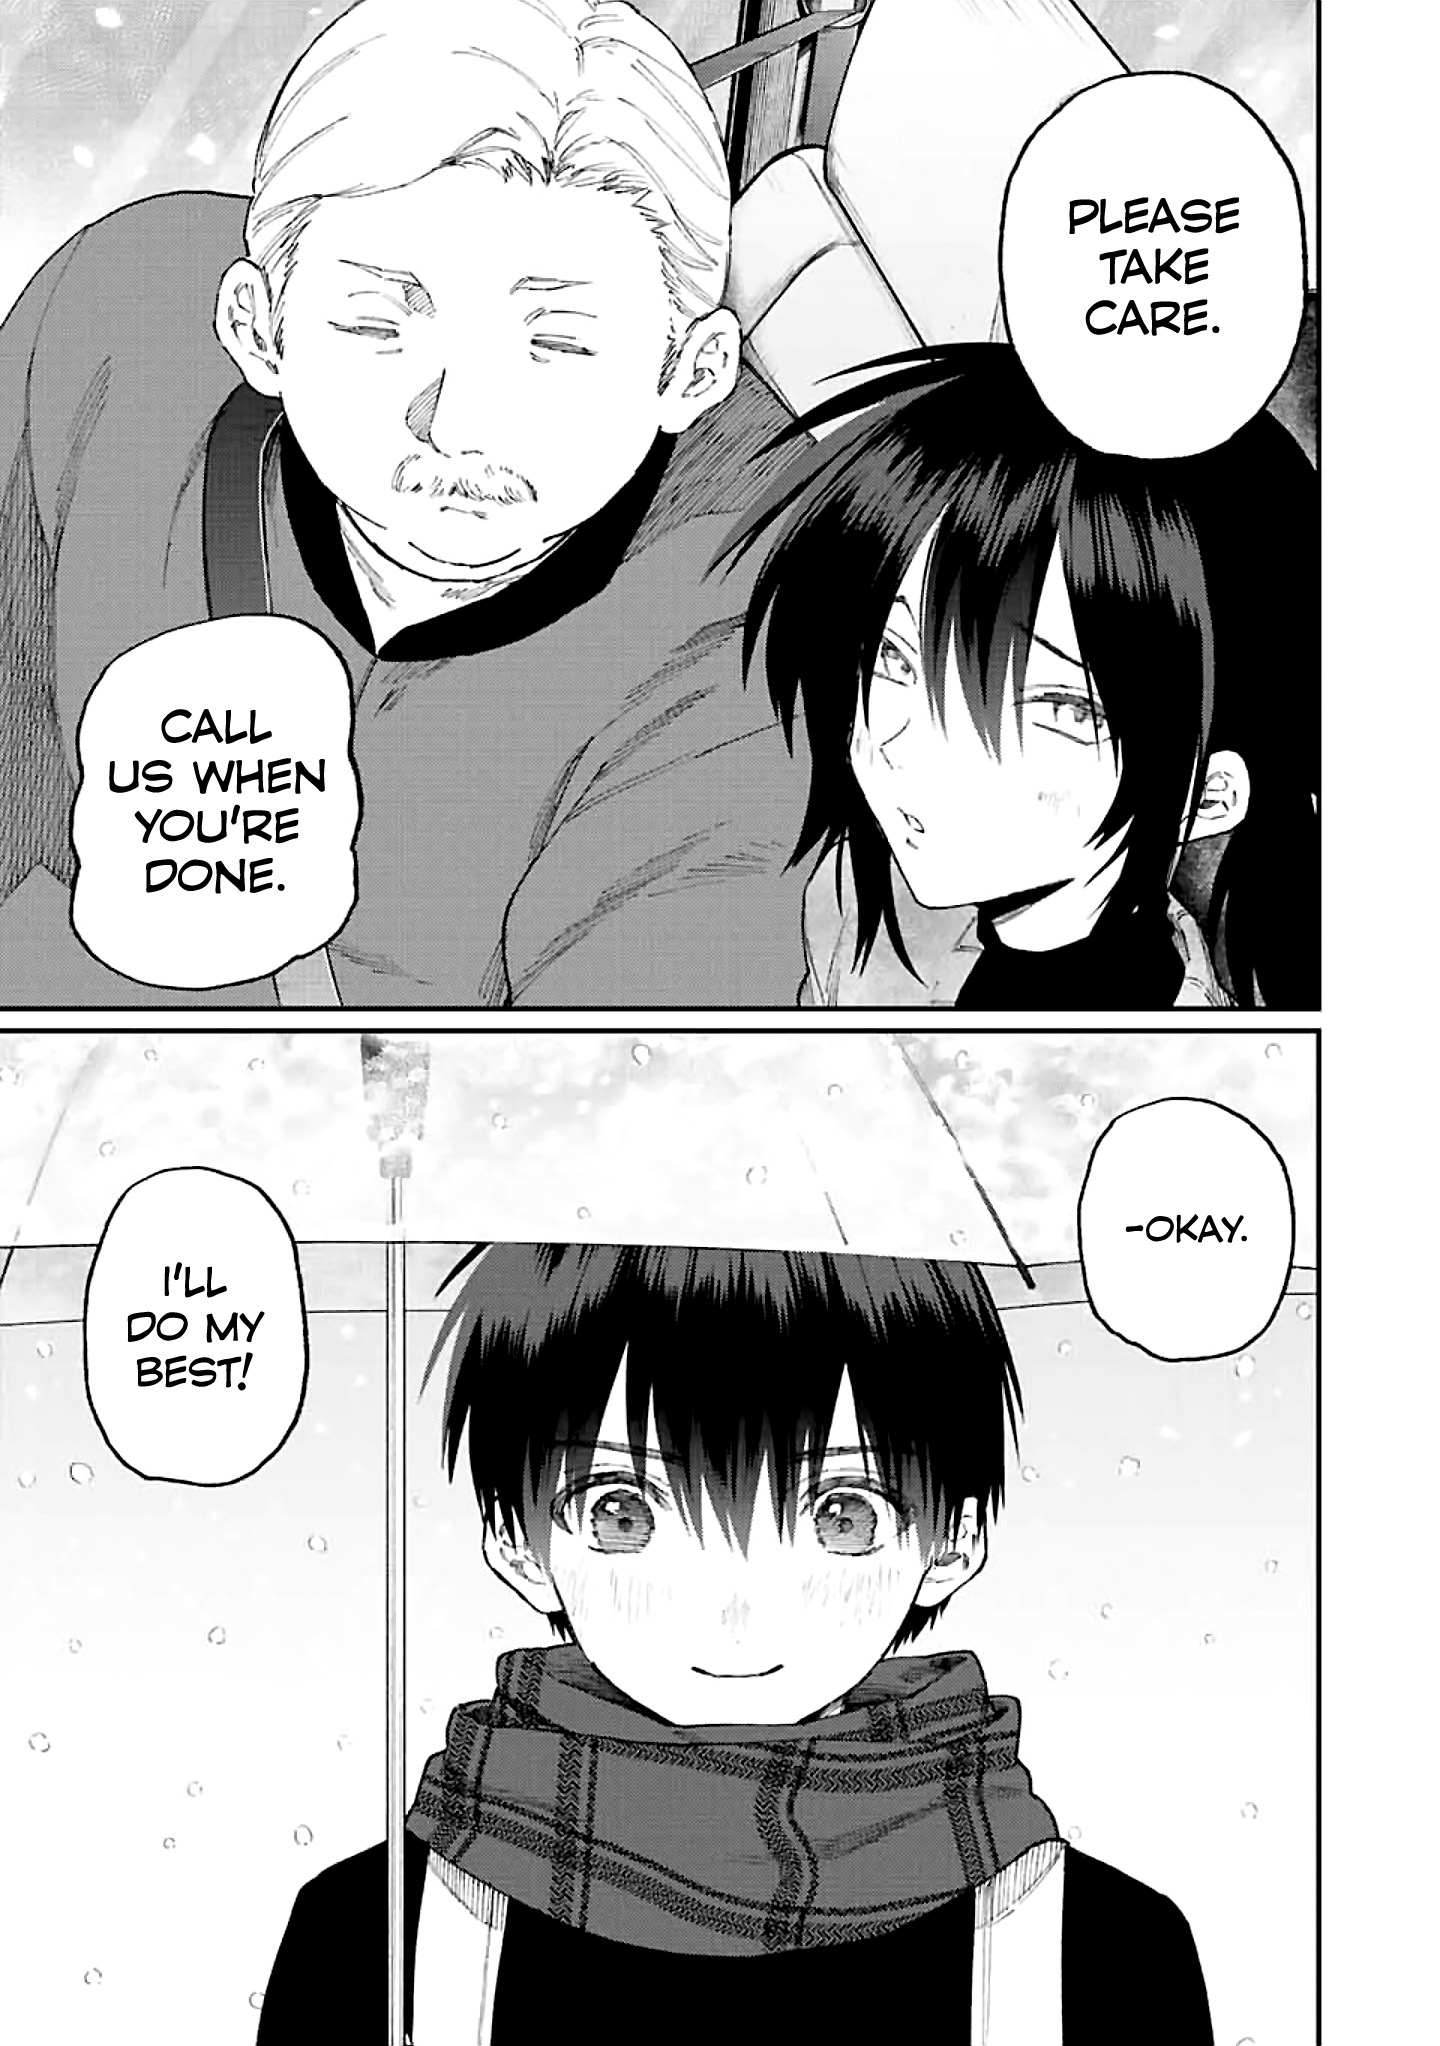 PLEASE
TAKE
CARE.
CALL
US WHEN
YOU'RE
DONE.
-OKAY.
I'LL
DO MY
BEST!